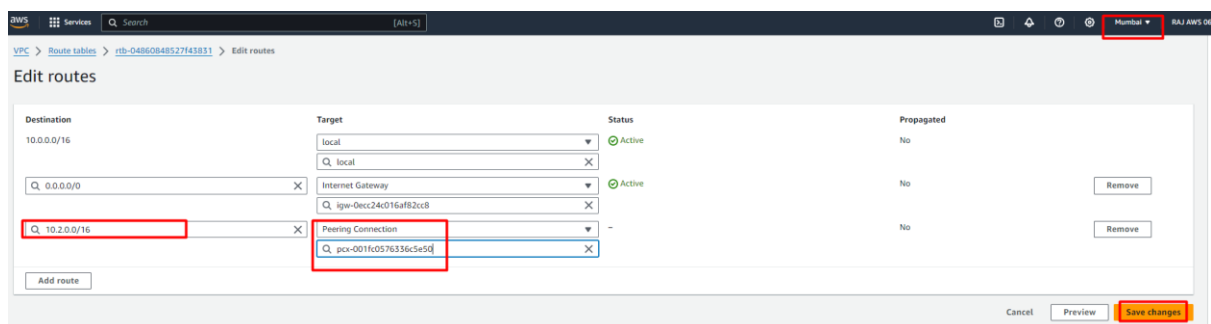 aws Services Search [Alt+S] Mumbai ▼ RAJ AWS 06
VPC > Route tables > rtb-04860848527f43831 > Edit routes
Edit routes
Destination Target Status Propagated
10.0.0.0/16 local Active No
local
0.0.0.0/0 Internet Gateway Active No Remove
igw-0ecc24c016af82cc8
10.2.0.0/16 Peering Connection – No Remove
pcx-001fc0576336c5e50
Add route
Cancel Preview Save changes